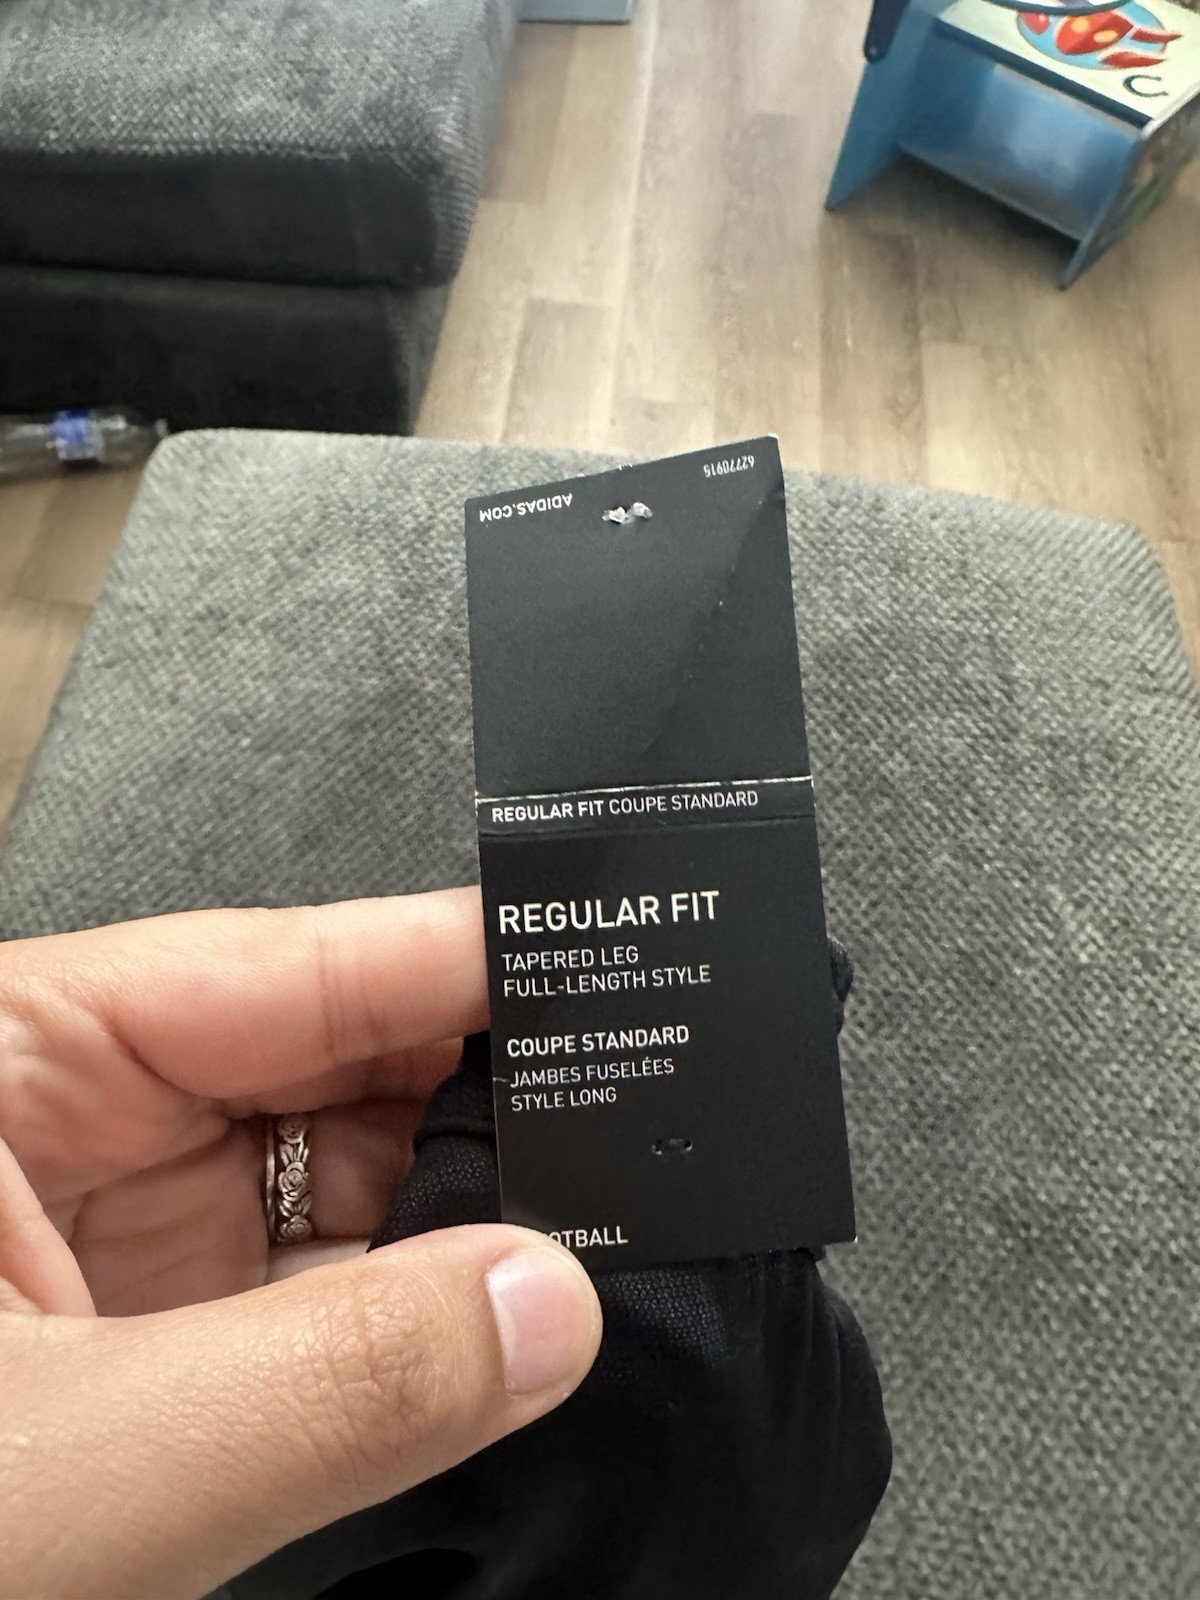 ADIDAS.COM
62770915
REGULAR FIT COUPE STANDARD
REGULAR FIT
TAPERED LEG
FULL-LENGTH STYLE
COUPE STANDARD
JAMBES FUSELÉES
STYLE LONG
OTBALL